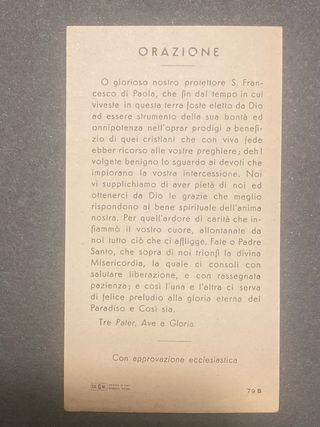 ORAZIONE
O glorioso nostro protettore S. Fran-
cesco di Paola, che fin dal tempo in cui
viveste in questa terra foste eletto da Dio
ad essere strumento della sua bontà ed
onnipotenza nell'oprar prodigi a benefi-
zio di quei cristiani che con viva fede
ebber ricorso alle vostre preghiere; deh!
volgete benigno lo sguardo ai devoti che
implorano la vostra intercessione. Noi
vi supplichiamo di aver pietà di noi ed
ottenerci da Dio le grazie che meglio
rispondono al bene spirituale dell'anima
nostra. Per quell'ardore di carità che in-
fiammò il vostro cuore, allontanate da
noi tutto ciò che ci affligge. Fate o Padre
Santo, che sopra di noi trionfi la divina
Misericordia, la quale ci consoli con
salutare liberazione, e con rassegnata
pazienza; e così l'una e l'altra ci serva
di felice preludio alla gloria eterna del
Paradiso e Così sia.
Tre Pater, Ave e Gloria.
Con approvazione ecclesiastica
79 B